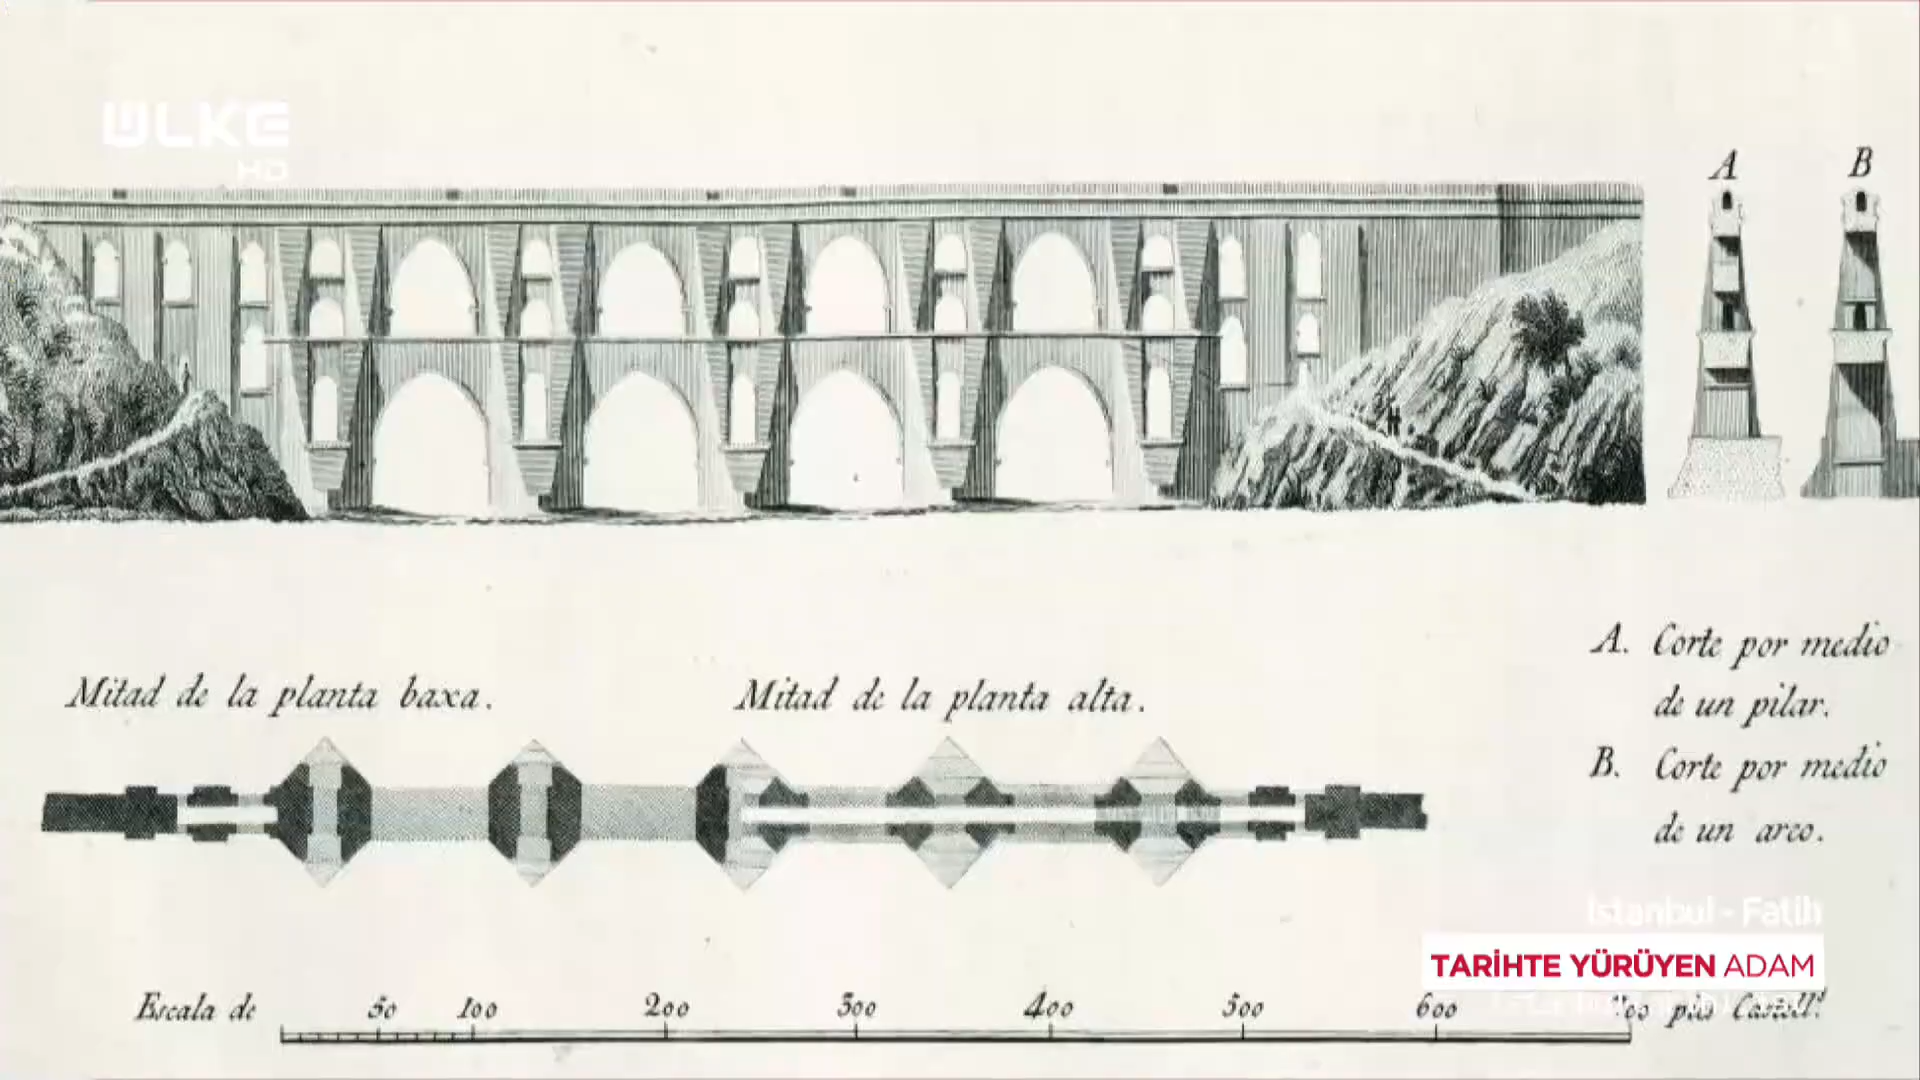 ÜLKE
HD
A B
Mitad de la planta baxa.
Mitad de la planta alta.
A. Corte por medio
de un pilar.
B. Corte por medio
de un arco.
İstanbul - Fatih
TARİHTE YÜRÜYEN ADAM
Escala de 50 100 200 300 400 500 600 pies Castell.s